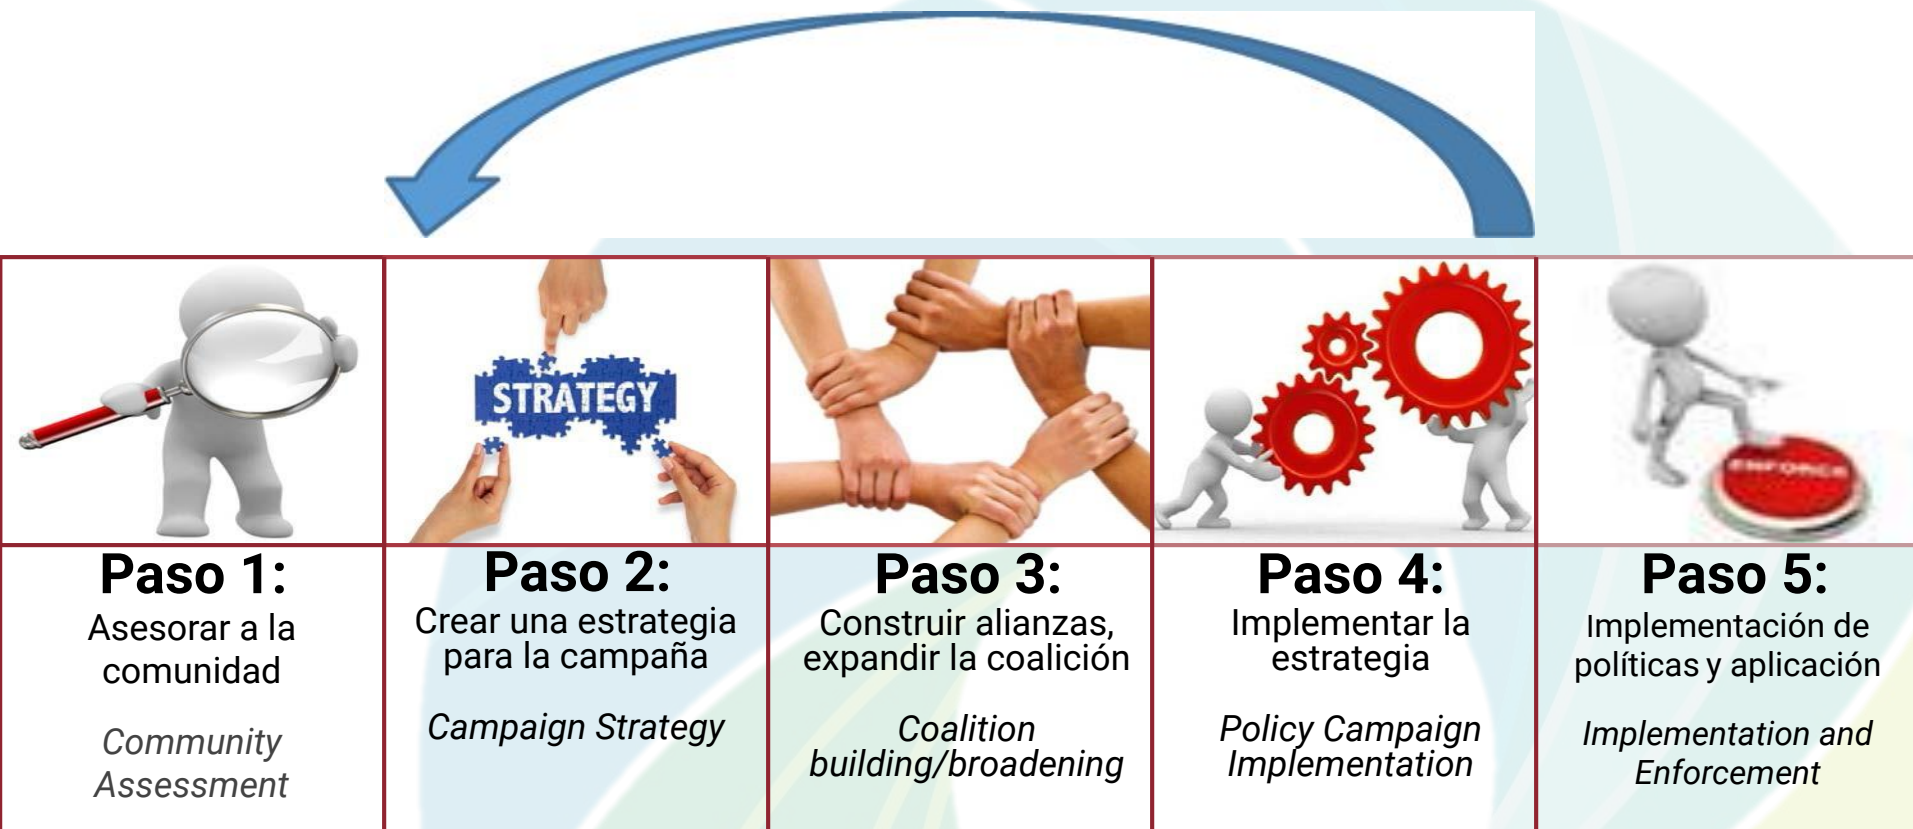 STRATEGY
ENFORCE
Paso 1:
Asesorar a la
comunidad
Community
Assessment
Paso 2:
Crear una estrategia
para la campaña
Campaign Strategy
Paso 3:
Construir alianzas,
expandir la coalición
Coalition
building/broadening
Paso 4:
Implementar la
estrategia
Policy Campaign
Implementation
Paso 5:
Implementación de
políticas y aplicación
Implementation and
Enforcement